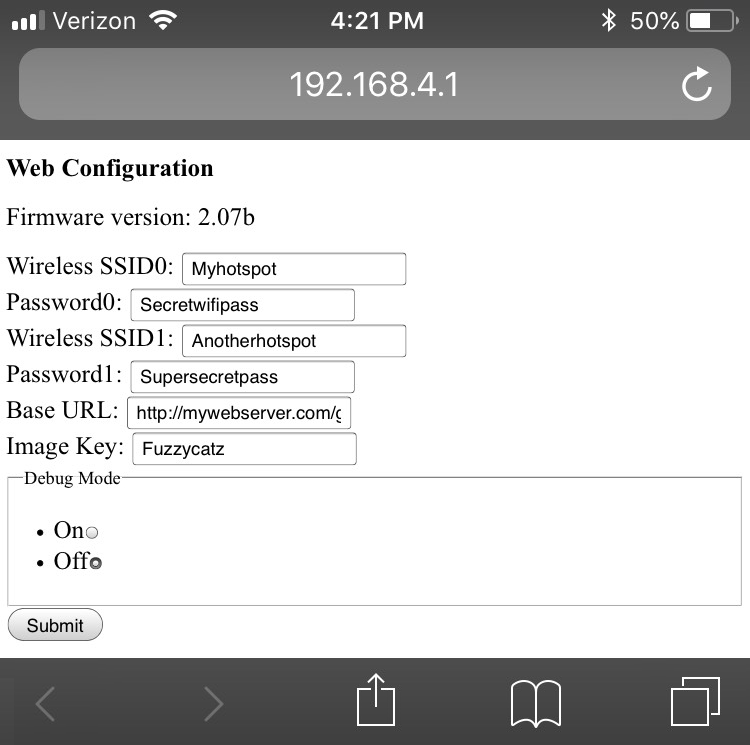 Verizon 4:21 PM 50%
192.168.4.1
Web Configuration
Firmware version: 2.07b
Wireless SSID0: Myhotspot
Password0: Secretwifipass
Wireless SSID1: Anotherhotspot
Password1: Supersecretpass
Base URL: http://mywebserver.com/g
Image Key: Fuzzycatz
Debug Mode
On
Off
Submit